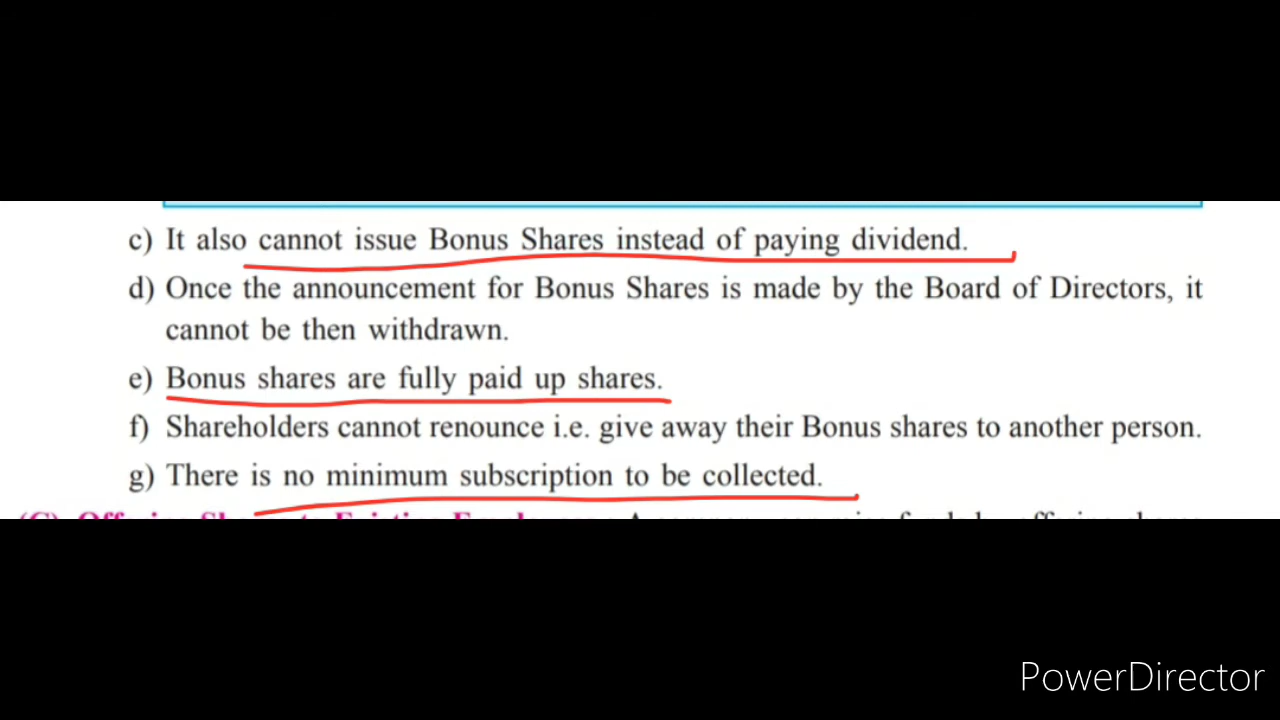 c) It also cannot issue Bonus Shares instead of paying dividend.
d) Once the announcement for Bonus Shares is made by the Board of Directors, it
cannot be then withdrawn.
e) Bonus shares are fully paid up shares.
f) Shareholders cannot renounce i.e. give away their Bonus shares to another person.
g) There is no minimum subscription to be collected.
PowerDirector